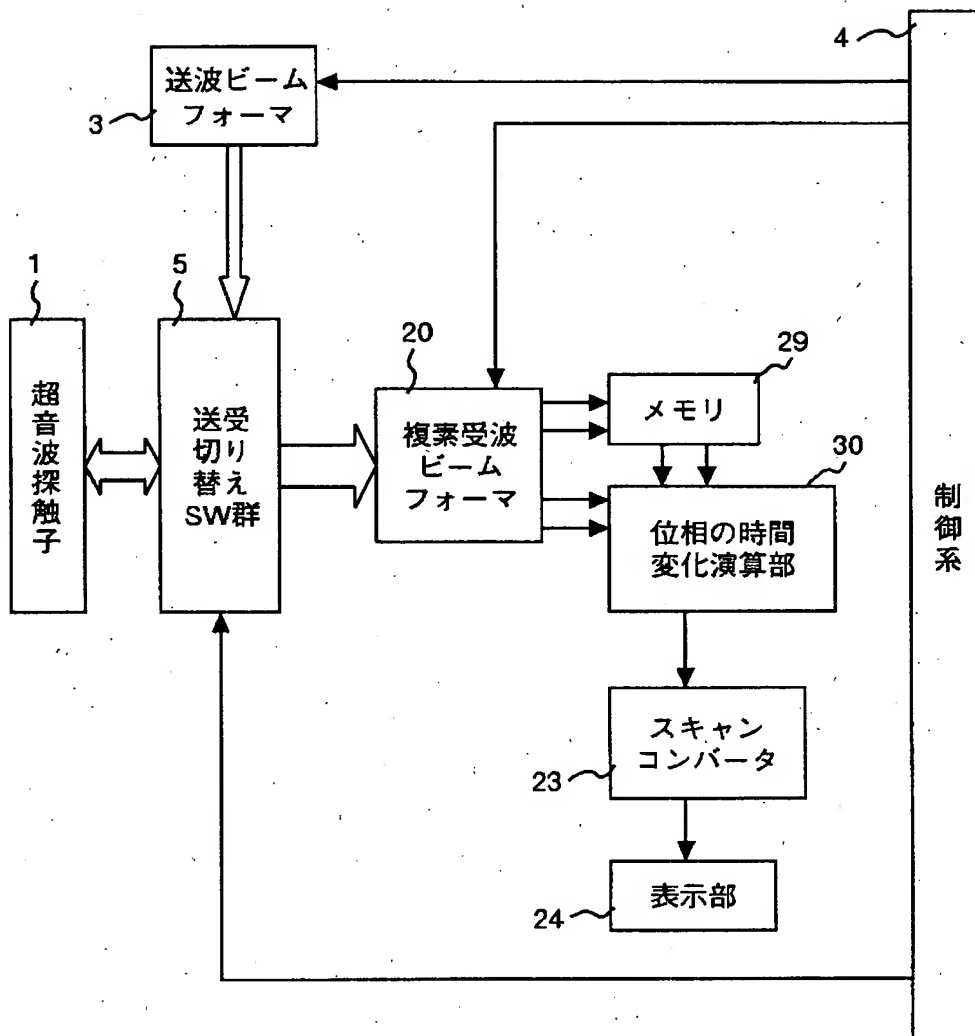 4
送波ビーム
フォーマ
3
1
5
20
29
超音波探触子
送受
切り
替え
SW群
複素受波
ビーム
フォーマ
メモリ
30
位相の時間
変化演算部
制御系
スキャン
コンバータ
23
表示部
24